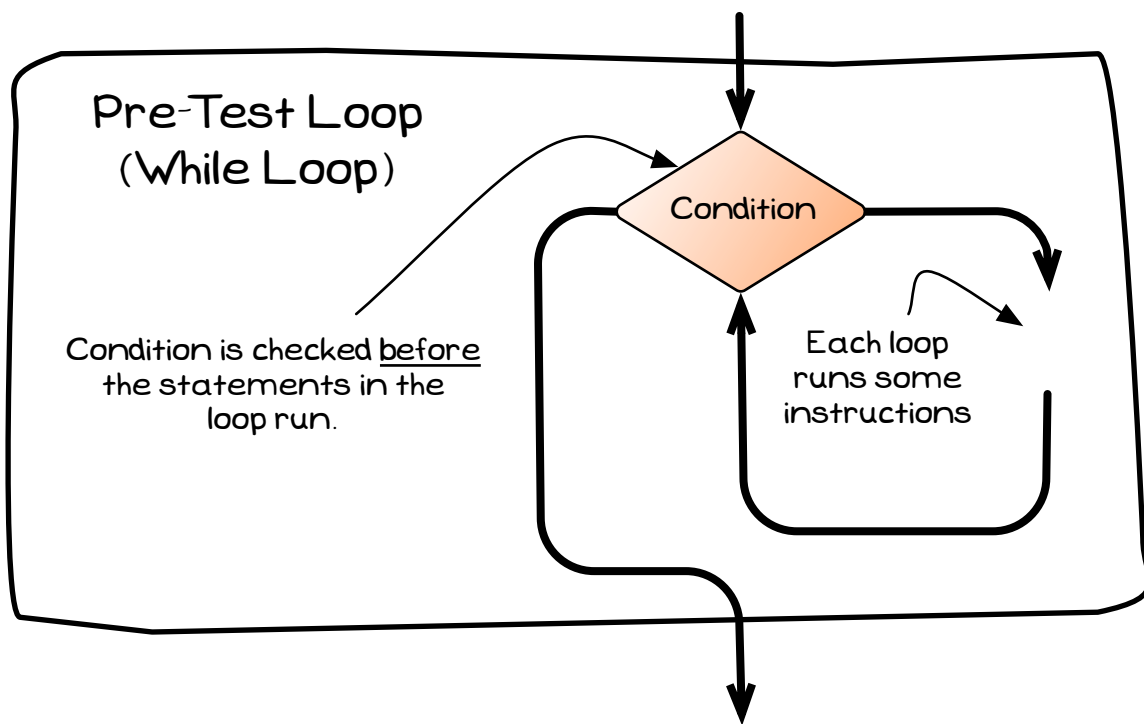 Pre-Test Loop
(While Loop)
Condition
Condition is checked before
the statements in the
loop run.
Each loop
runs some
instructions